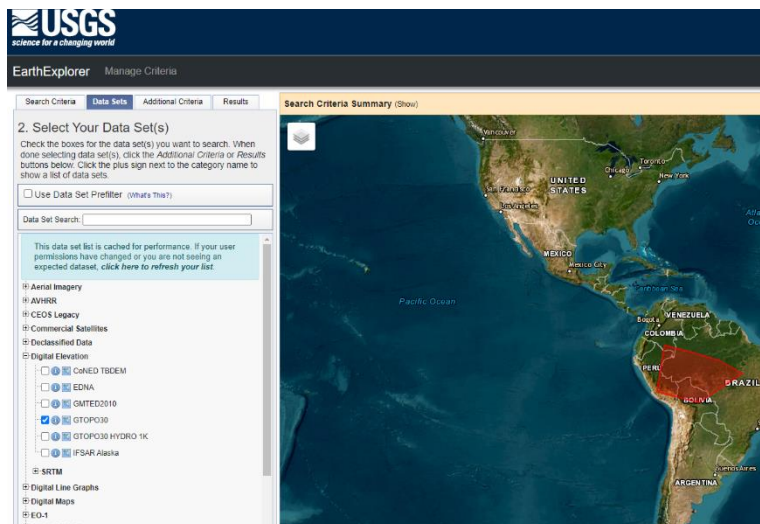 USGS
science for a changing world
EarthExplorer Manage Criteria
Search Criteria Data Sets Additional Criteria Results
2. Select Your Data Set(s)
Check the boxes for the data set(s) you want to search. When
done selecting data set(s), click the Additional Criteria or Results
buttons below. Click the plus sign next to the category name to
show a list of data sets.
Use Data Set Prefilter (What's This?)
Data Set Search:
This data set list is cached for performance. If your user
permissions have changed or you are not seeing an
expected dataset, click here to refresh your list.
Aerial Imagery
AVHRR
CEOS Legacy
Commercial Satellites
Declassified Data
Digital Elevation
CoNED TBDEM
EDNA
GMTED2010
GTOPO30
GTOPO30 HYDRO 1K
IFSAR Alaska
SRTM
Digital Line Graphs
Digital Maps
EO-1
Search Criteria Summary (Show)
Vancouver
Toronto
Chicago
New York
UNITED
STATES
San Francisco
Los Angeles
MEXICO
Mexico City
Caribbean Sea
Pacific Ocean
Bogota
VENEZUELA
COLOMBIA
PERU
BRAZIL
BOLIVIA
Buenos Aires
ARGENTINA